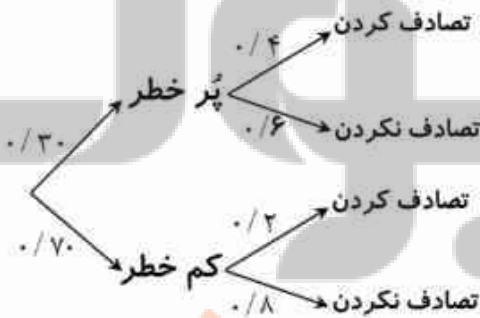 تصادف کردن
۰/۴
پُر خطر
۰/۶
تصادف نکردن
۰/۳۰
تصادف کردن
۰/۲
۰/۷۰
کم خطر
تصادف نکردن
۰/۸